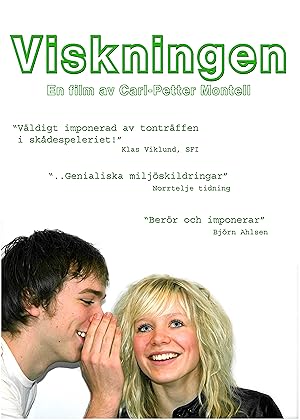 Viskningen
En film av Carl-Petter Montell
"Väldigt imponerad av tonträffen
i skådespeleriet!"
Klas Viklund, SFI
"..Genialiska miljöskildringar"
Norrtelje tidning
"Berör och imponerar"
Björn Ahlsen